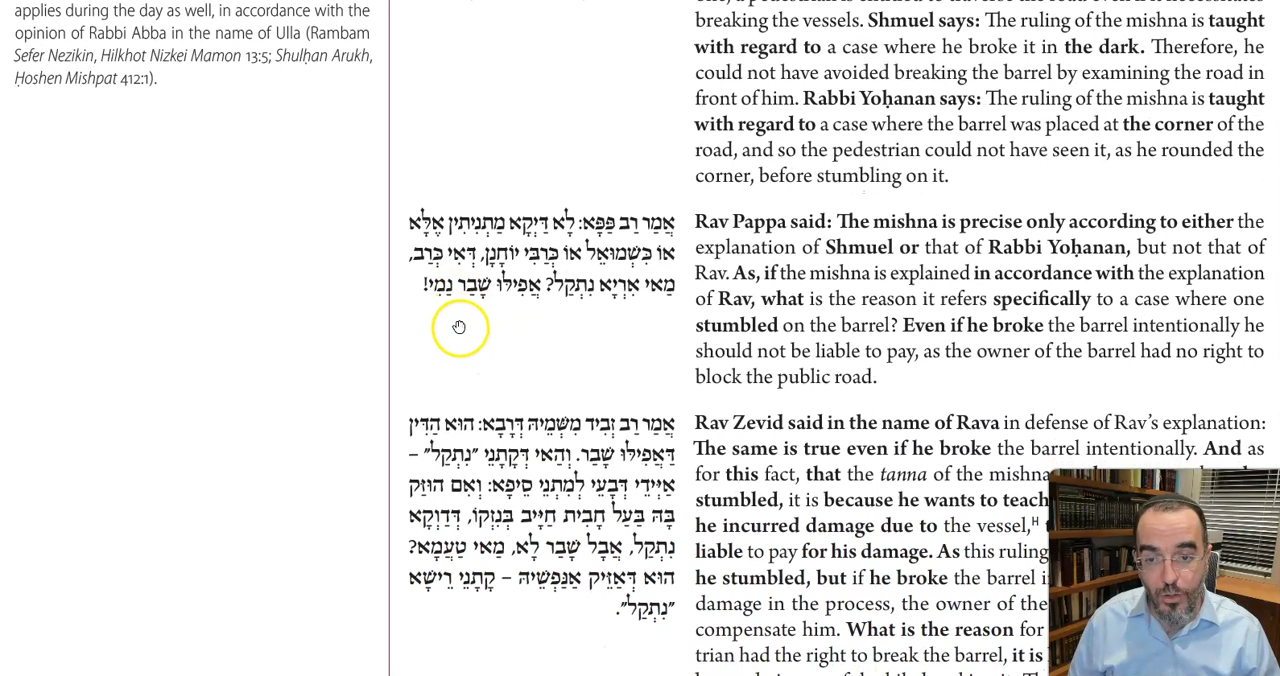 applies during the day as well, in accordance with the
opinion of Rabbi Abba in the name of Ulla (Rambam
Sefer Nezikin, Hilkhot Nizkei Mamon 13:5; Shulḥan Arukh,
Ḥoshen Mishpat 412:1).
breaking the vessels. Shmuel says: The ruling of the mishna is taught
with regard to a case where he broke it in the dark. Therefore, he
could not have avoided breaking the barrel by examining the road in
front of him. Rabbi Yoḥanan says: The ruling of the mishna is taught
with regard to a case where the barrel was placed at the corner of the
road, and so the pedestrian could not have seen it, as he rounded the
corner, before stumbling on it.
אֲמַר רַב פַּפָּא: לָא דַּיְקָא מַתְנִיתִין אֶלָּא
אוֹ כִּשְׁמוּאֵל אוֹ כְּרַבִּי יוֹחָנָן, דְּאִי כְּרַב,
מַאי אִרְיָא נִתְקַל? אֲפִילּוּ שָׁבַר נַמִי!
Rav Pappa said: The mishna is precise only according to either the
explanation of Shmuel or that of Rabbi Yoḥanan, but not that of
Rav. As, if the mishna is explained in accordance with the explanation
of Rav, what is the reason it refers specifically to a case where one
stumbled on the barrel? Even if he broke the barrel intentionally he
should not be liable to pay, as the owner of the barrel had no right to
block the public road.
אֲמַר רַב זְבִיד מִשְּׁמֵיהּ דְּרָבָא: הוּא הַדִּין
דַּאֲפִילּוּ שָׁבַר. וְהַאי דְּקָתָנֵי ״נִתְקַל״ –
אַיְּידֵי דְּבָעֵי לְמִתְנֵי סֵיפָא: וְאִם הוּזַּק
בָּהּ בַּעַל חָבִית חַיָּיב בְּנִזְקוֹ, דְּדַוְקָא
נִתְקַל, אֲבָל שָׁבַר לָא, מַאי טַעְמָא?
הוּא דְּאַזֵּיק אַנַּפְשֵׁיהּ – קָתָנֵי רֵישָׁא
״נִתְקַל״.
Rav Zevid said in the name of Rava in defense of Rav's explanation:
The same is true even if he broke the barrel intentionally. And as
for this fact, that the tanna of the mishna
stumbled, it is because he wants to teach
he incurred damage due to the vessel,ᴴ
liable to pay for his damage. As this ruling
he stumbled, but if he broke the barrel
damage in the process, the owner of the
compensate him. What is the reason for
trian had the right to break the barrel, it is